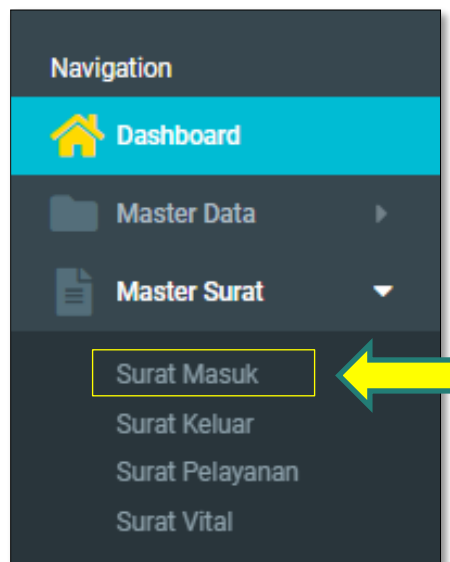 Navigation
Dashboard
Master Data
Master Surat
Surat Masuk
Surat Keluar
Surat Pelayanan
Surat Vital